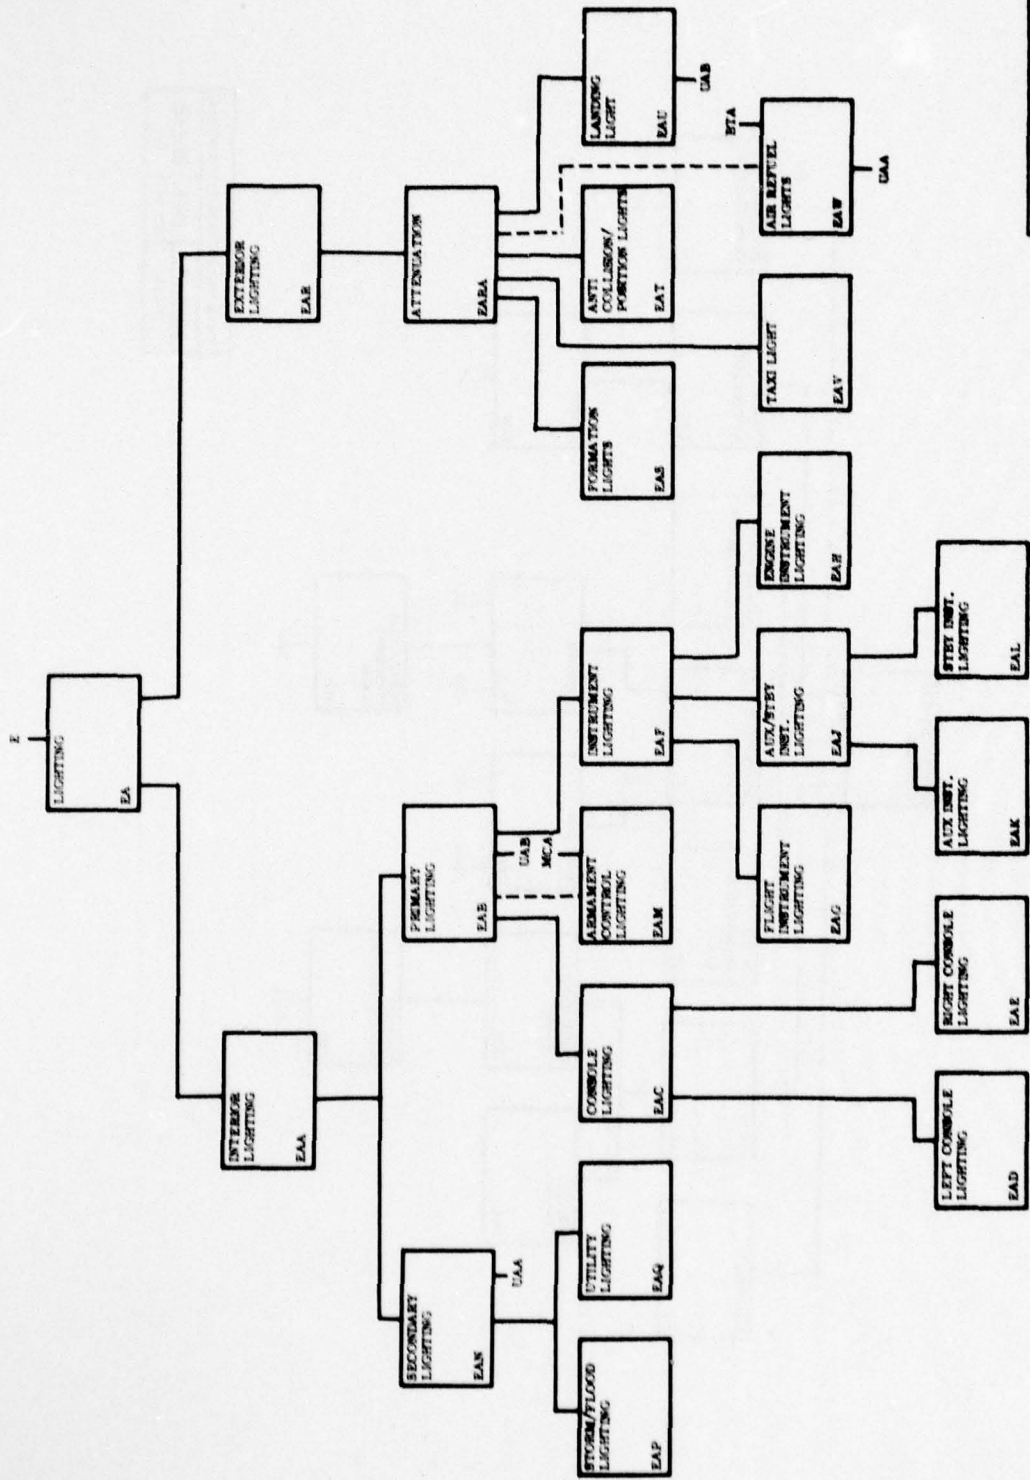 E
LIGHTING
EA
INTERIOR
LIGHTING
EAA
EXTERIOR
LIGHTING
EAR
SECONDARY
LIGHTING
EAN
UAA
PRIMARY
LIGHTING
EAB
UAB
MCA
ATTENUATION
EARA
STORM/FLOOD
LIGHTING
EAP
UTILITY
LIGHTING
EAQ
CONSOLE
LIGHTING
EAC
ARMAMENT
CONTROL
LIGHTING
EAM
INSTRUMENT
LIGHTING
EAF
FORMATION
LIGHTS
EAS
ANTI
COLLISION/
POSITION LIGHTS
EAT
LANDING
LIGHT
EAU
UAB
FLIGHT
INSTRUMENT
LIGHTING
EAG
AUX/STBY
INST.
LIGHTING
EAJ
ENGINE
INSTRUMENT
LIGHTING
EAH
TAXI LIGHT
EAV
BTA
AIR REFUEL
LIGHTS
EAW
UAA
LEFT CONSOLE
LIGHTING
EAD
RIGHT CONSOLE
LIGHTING
EAE
AUX INST.
LIGHTING
EAK
STBY INST.
LIGHTING
EAL